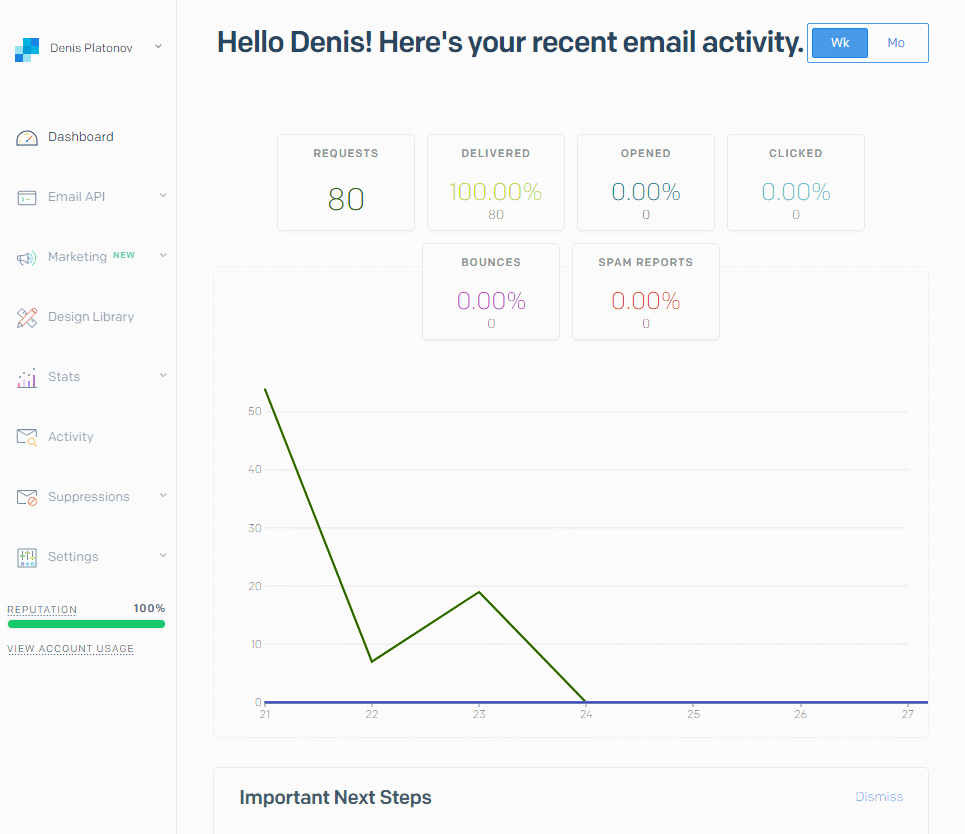 Denis Platonov
Hello Denis! Here's your recent email activity.
Wk
Mo
Dashboard
Email API
Marketing NEW
Design Library
Stats
Activity
Suppressions
Settings
REPUTATION 100%
VIEW ACCOUNT USAGE
REQUESTS
80
DELIVERED
100.00%
80
OPENED
0.00%
0
CLICKED
0.00%
0
BOUNCES
0.00%
0
SPAM REPORTS
0.00%
0
50
40
30
20
10
0
21 22 23 24 25 26 27
Important Next Steps
Dismiss